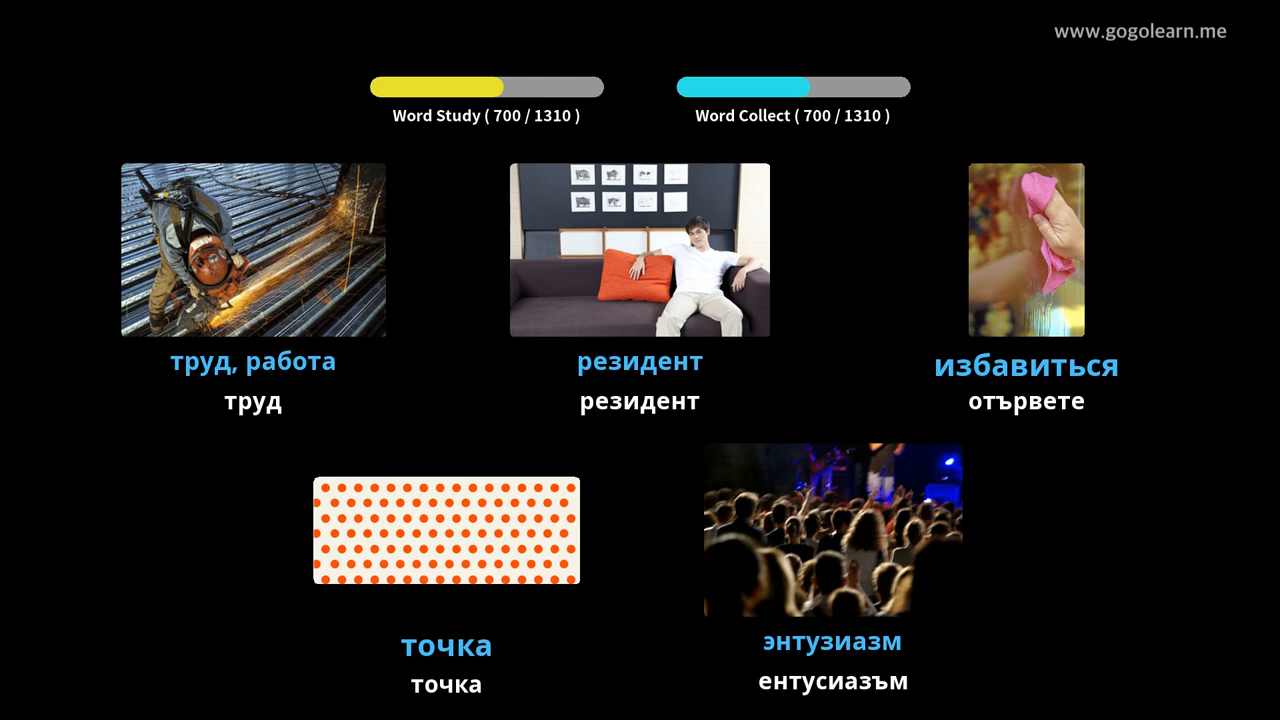 www.gogolearn.me
Word Study ( 700 / 1310 )
Word Collect ( 700 / 1310 )
труд, работа
труд
резидент
резидент
избавиться
отървете
точка
точка
энтузиазм
ентусиазъм